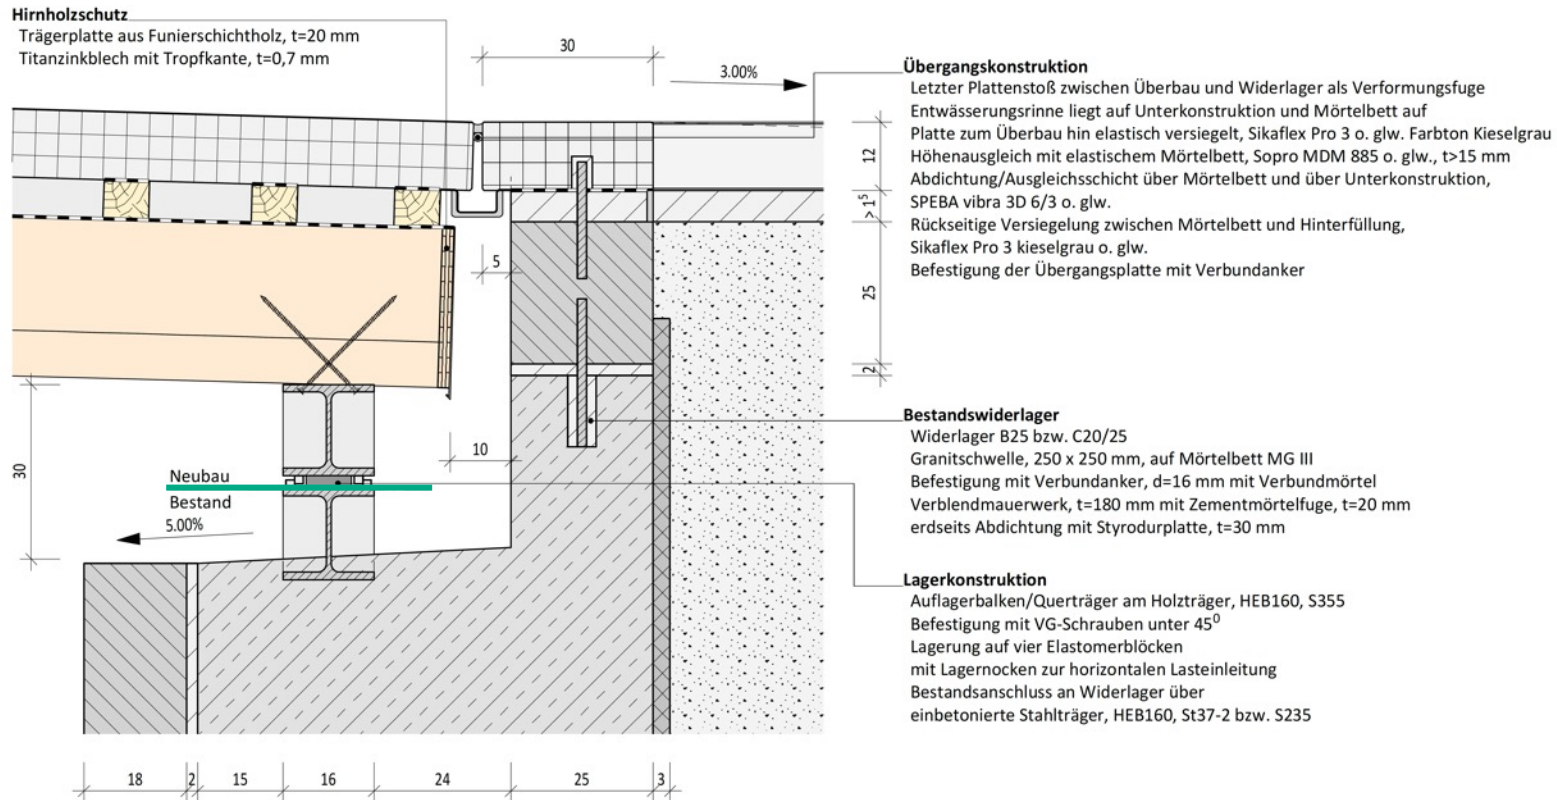 Hirnholzschutz
Trägerplatte aus Funierschichtholz, t=20 mm
Titanzinkblech mit Tropfkante, t=0,7 mm
30
3.00%
Übergangskonstruktion
Letzter Plattenstoß zwischen Überbau und Widerlager als Verformungsfuge
Entwässerungsrinne liegt auf Unterkonstruktion und Mörtelbett auf
Platte zum Überbau hin elastisch versiegelt, Sikaflex Pro 3 o. glw. Farbton Kieselgrau
Höhenausgleich mit elastischem Mörtelbett, Sopro MDM 885 o. glw., t>15 mm
Abdichtung/Ausgleichsschicht über Mörtelbett und über Unterkonstruktion,
SPEBA vibra 3D 6/3 o. glw.
Rückseitige Versiegelung zwischen Mörtelbett und Hinterfüllung,
Sikaflex Pro 3 kieselgrau o. glw.
Befestigung der Übergangsplatte mit Verbundanker
12
>1⁵
25
2
5
10
30
Neubau
Bestand
5.00%
Bestandswiderlager
Widerlager B25 bzw. C20/25
Granitschwelle, 250 x 250 mm, auf Mörtelbett MG III
Befestigung mit Verbundanker, d=16 mm mit Verbundmörtel
Verblendmauerwerk, t=180 mm mit Zementmörtelfuge, t=20 mm
erdseits Abdichtung mit Styrodurplatte, t=30 mm
Lagerkonstruktion
Auflagerbalken/Querträger am Holzträger, HEB160, S355
Befestigung mit VG-Schrauben unter 45⁰
Lagerung auf vier Elastomerblöcken
mit Lagernocken zur horizontalen Lasteinleitung
Bestandsanschluss an Widerlager über
einbetonierte Stahlträger, HEB160, St37-2 bzw. S235
18 2 15 16 24 25 3